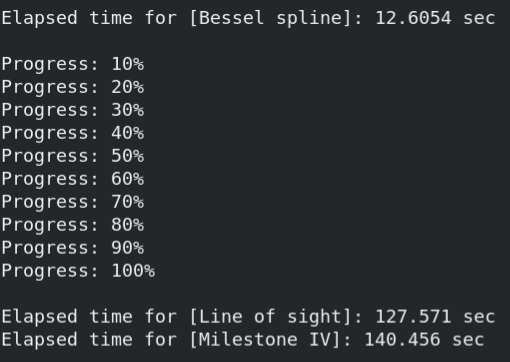 Elapsed time for [Bessel spline]: 12.6054 sec
Progress: 10%
Progress: 20%
Progress: 30%
Progress: 40%
Progress: 50%
Progress: 60%
Progress: 70%
Progress: 80%
Progress: 90%
Progress: 100%
Elapsed time for [Line of sight]: 127.571 sec
Elapsed time for [Milestone IV]: 140.456 sec